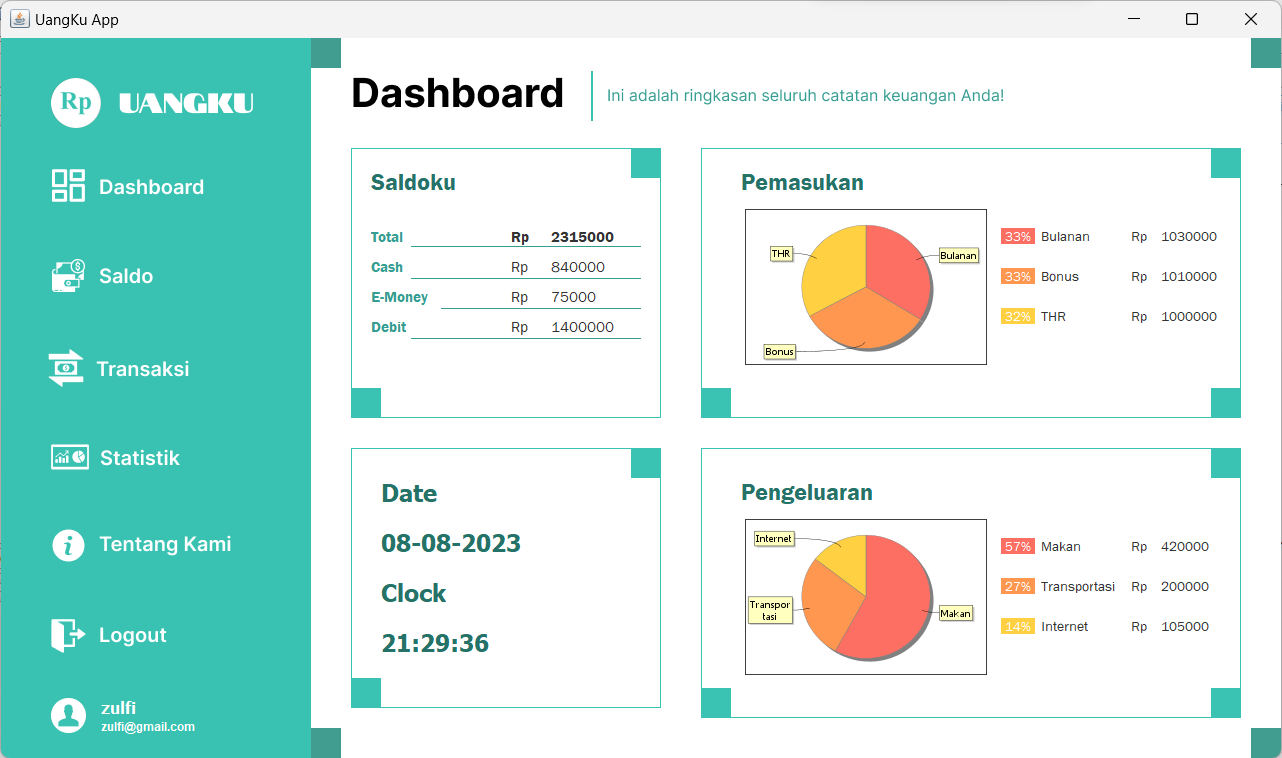 UangKu App
Rp UANGKU
Dashboard
Saldo
Transaksi
Statistik
Tentang Kami
Logout
zulfi
zulfi@gmail.com
Dashboard
Ini adalah ringkasan seluruh catatan keuangan Anda!
Saldoku
Total Rp 2315000
Cash Rp 840000
E-Money Rp 75000
Debit Rp 1400000
Pemasukan
THR
Bulanan
Bonus
33% Bulanan Rp 1030000
33% Bonus Rp 1010000
32% THR Rp 1000000
Date
08-08-2023
Clock
21:29:36
Pengeluaran
Internet
Transpor
tasi
Makan
57% Makan Rp 420000
27% Transportasi Rp 200000
14% Internet Rp 105000